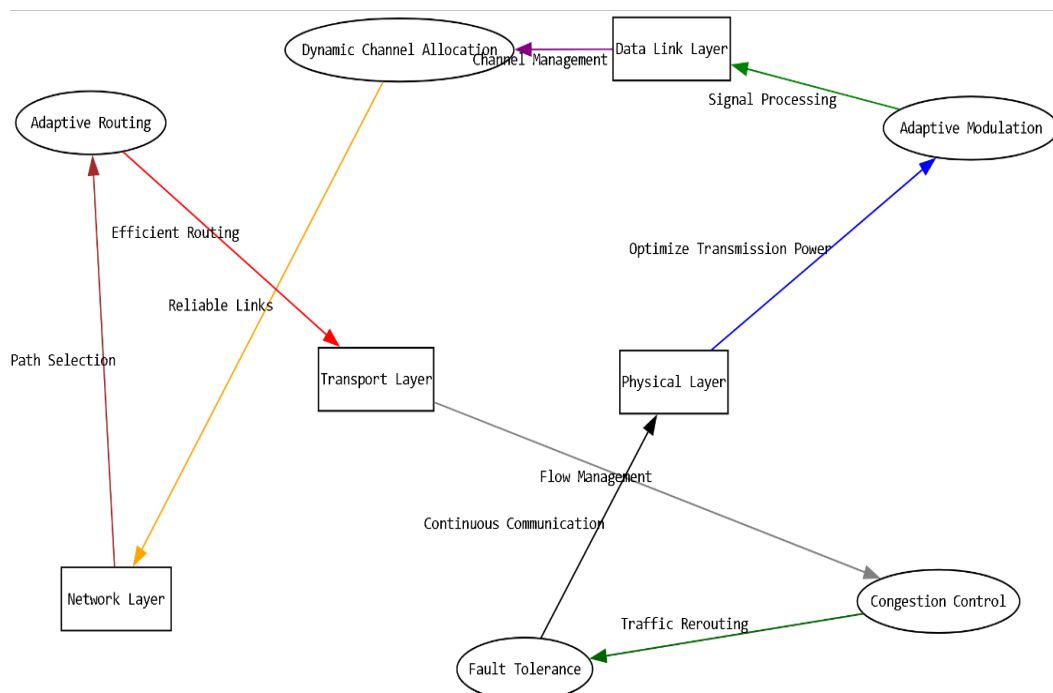 Dynamic Channel Allocation
Channel Management
Data Link Layer
Signal Processing
Adaptive Routing
Adaptive Modulation
Efficient Routing
Optimize Transmission Power
Reliable Links
Path Selection
Transport Layer
Physical Layer
Flow Management
Continuous Communication
Network Layer
Congestion Control
Traffic Rerouting
Fault Tolerance